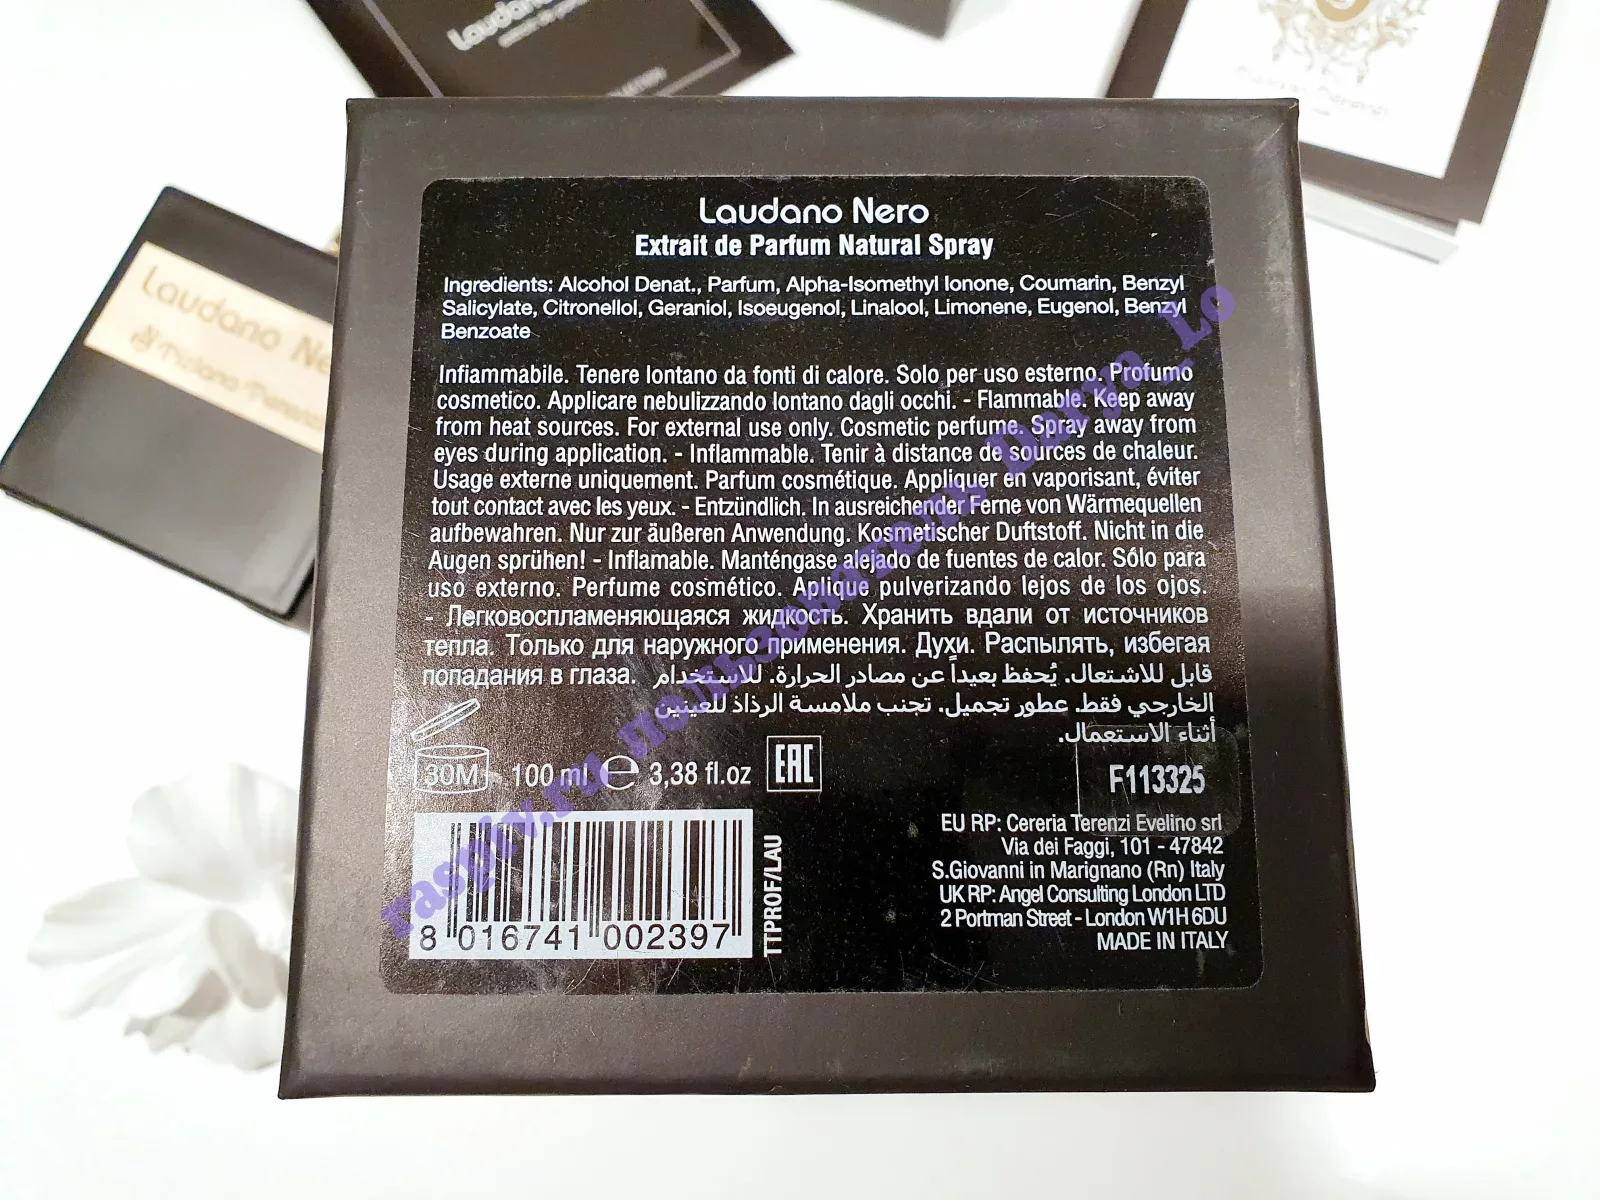 Laudano Nero
Laudano Ne
Tiziana Terenzi
Laudano Nero
Extrait de Parfum Natural Spray
Ingredients: Alcohol Denat., Parfum, Alpha-Isomethyl Ionone, Coumarin, Benzyl
Salicylate, Citronellol, Geraniol, Isoeugenol, Linalool, Limonene, Eugenol, Benzyl
Benzoate
Infiammabile. Tenere lontano da fonti di calore. Solo per uso esterno. Profumo
cosmetico. Applicare nebulizzando lontano dagli occhi. - Flammable. Keep away
from heat sources. For external use only. Cosmetic perfume. Spray away from
eyes during application. - Inflammable. Tenir à distance de sources de chaleur.
Usage externe uniquement. Parfum cosmétique. Appliquer en vaporisant, éviter
tout contact avec les yeux. - Entzündlich. In ausreichender Ferne von Wärmequellen
aufbewahren. Nur zur äußeren Anwendung. Kosmetischer Duftstoff. Nicht in die
Augen sprühen! - Inflamable. Manténgase alejado de fuentes de calor. Sólo para
uso externo. Perfume cosmético. Aplique pulverizando lejos de los ojos.
- Легковоспламеняющаяся жидкость. Хранить вдали от источников
тепла. Только для наружного применения. Духи. Распылять, избегая
попадания в глаза. قابل للاشتعال. يُحفظ بعيداً عن مصادر الحرارة. للاستخدام
الخارجي فقط. عطور تجميل. تجنب ملامسة الرذاذ للعينين
أثناء الاستعمال.
30M 100 ml e 3,38 fl.oz EAC
F113325
8 016741 002397
TTPROF/LAU
EU RP: Cereria Terenzi Evelino srl
Via dei Faggi, 101 - 47842
S.Giovanni in Marignano (Rn) Italy
UK RP: Angel Consulting London LTD
2 Portman Street - London W1H 6DU
MADE IN ITALY
raspiv.ru пользователь Darya_Lo